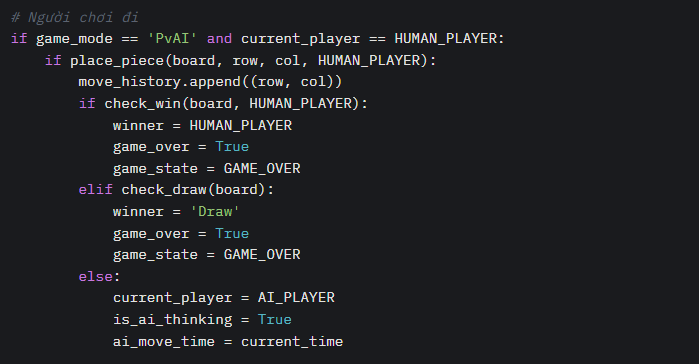 # Người chơi đi
if game_mode == 'PvAI' and current_player == HUMAN_PLAYER:
    if place_piece(board, row, col, HUMAN_PLAYER):
        move_history.append((row, col))
        if check_win(board, HUMAN_PLAYER):
            winner = HUMAN_PLAYER
            game_over = True
            game_state = GAME_OVER
        elif check_draw(board):
            winner = 'Draw'
            game_over = True
            game_state = GAME_OVER
        else:
            current_player = AI_PLAYER
            is_ai_thinking = True
            ai_move_time = current_time